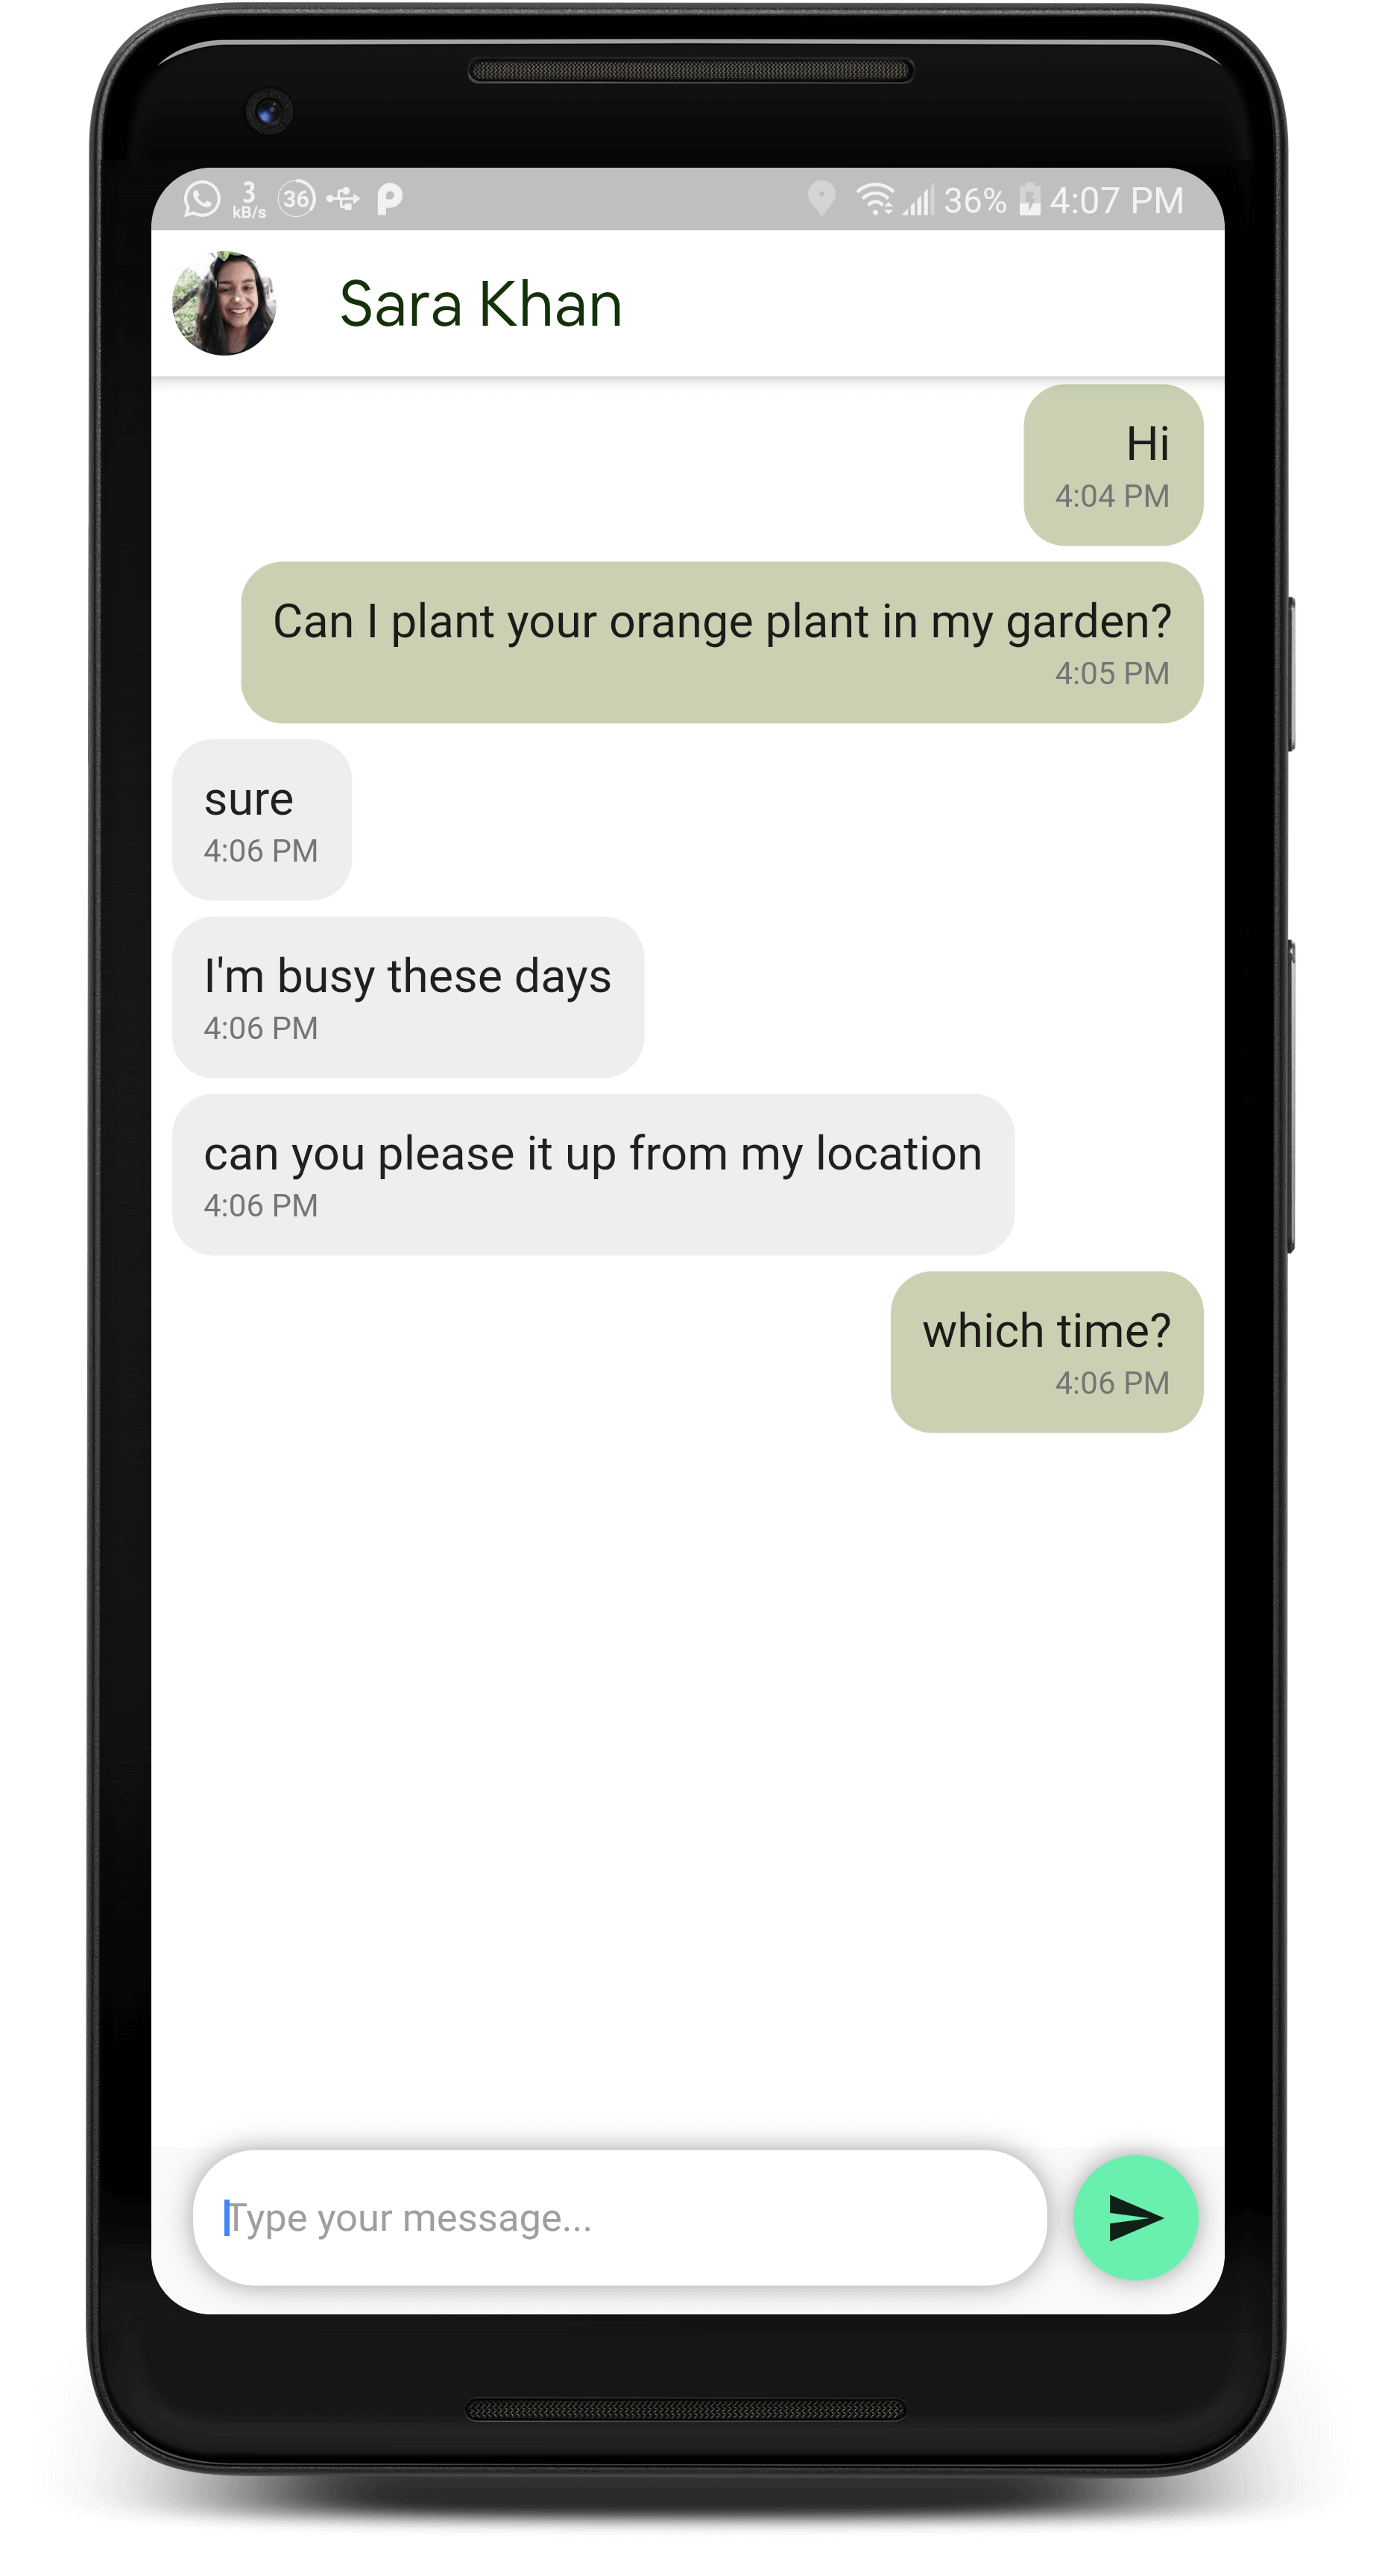 3
kB/s
36
36%
4:07 PM
Sara Khan
Hi
4:04 PM
Can I plant your orange plant in my garden?
4:05 PM
sure
4:06 PM
I'm busy these days
4:06 PM
can you please it up from my location
4:06 PM
which time?
4:06 PM
Type your message...